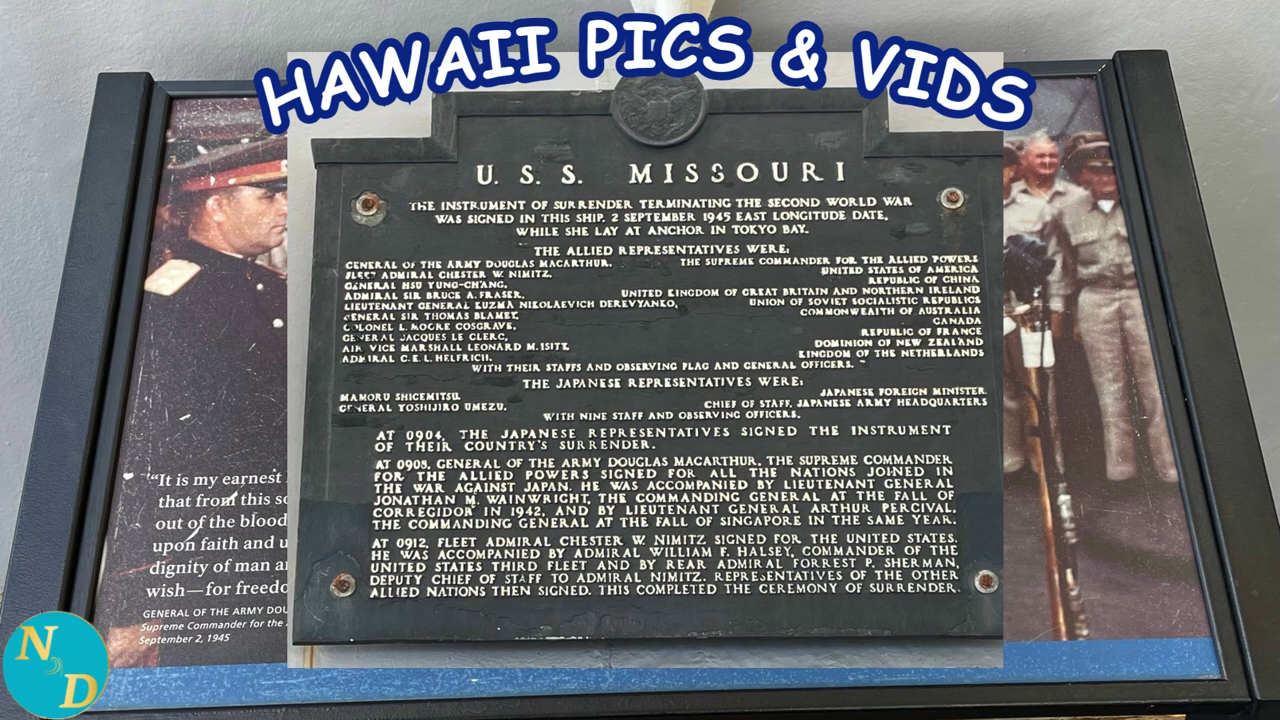 HAWAII PICS & VIDS
U.S.S. MISSOURI
THE INSTRUMENT OF SURRENDER TERMINATING THE SECOND WORLD WAR
WAS SIGNED IN THIS SHIP, 2 SEPTEMBER 1945 EAST LONGITUDE DATE,
WHILE SHE LAY AT ANCHOR IN TOKYO BAY.
THE ALLIED REPRESENTATIVES WERE:
GENERAL OF THE ARMY DOUGLAS MACARTHUR, THE SUPREME COMMANDER FOR THE ALLIED POWERS
FLEET ADMIRAL CHESTER W. NIMITZ, UNITED STATES OF AMERICA
GENERAL HSU YUNG-CHANG, REPUBLIC OF CHINA
ADMIRAL SIR BRUCE A. FRASER, UNITED KINGDOM OF GREAT BRITAIN AND NORTHERN IRELAND
LIEUTENANT GENERAL KUZMA NIKOLAEVICH DEREVYANKO, UNION OF SOVIET SOCIALISTIC REPUBLICS
GENERAL SIR THOMAS BLAMEY, COMMONWEALTH OF AUSTRALIA
COLONEL L. MOORE COSGRAVE, CANADA
GENERAL JACQUES LE CLERC, REPUBLIC OF FRANCE
AIR VICE MARSHALL LEONARD M. ISITT, DOMINION OF NEW ZEALAND
ADMIRAL C.E.L. HELFRICH, KINGDOM OF THE NETHERLANDS
WITH THEIR STAFFS AND OBSERVING FLAG AND GENERAL OFFICERS.
THE JAPANESE REPRESENTATIVES WERE:
MAMORU SHIGEMITSU, JAPANESE FOREIGN MINISTER
GENERAL YOSHIJIRO UMEZU, CHIEF OF STAFF, JAPANESE ARMY HEADQUARTERS
WITH NINE STAFF AND OBSERVING OFFICERS.
AT 0904, THE JAPANESE REPRESENTATIVES SIGNED THE INSTRUMENT
OF THEIR COUNTRY'S SURRENDER.
AT 0905, GENERAL OF THE ARMY DOUGLAS MACARTHUR, THE SUPREME COMMANDER
FOR THE ALLIED POWERS SIGNED FOR ALL THE NATIONS JOINED IN
THE WAR AGAINST JAPAN. HE WAS ACCOMPANIED BY LIEUTENANT GENERAL
JONATHAN M. WAINWRIGHT, THE COMMANDING GENERAL AT THE FALL OF
CORREGIDOR IN 1942, AND BY LIEUTENANT GENERAL ARTHUR PERCIVAL,
THE COMMANDING GENERAL AT THE FALL OF SINGAPORE IN THE SAME YEAR.
AT 0912, FLEET ADMIRAL CHESTER W. NIMITZ SIGNED FOR THE UNITED STATES.
HE WAS ACCOMPANIED BY ADMIRAL WILLIAM F. HALSEY, COMMANDER OF THE
UNITED STATES THIRD FLEET AND BY REAR ADMIRAL FORREST P. SHERMAN,
DEPUTY CHIEF OF STAFF TO ADMIRAL NIMITZ. REPRESENTATIVES OF THE OTHER
ALLIED NATIONS THEN SIGNED. THIS COMPLETED THE CEREMONY OF SURRENDER.
"It is my earnest
that from this so
out of the blood
upon faith and u
dignity of man an
wish—for freedo
GENERAL OF THE ARMY DOU
Supreme Commander for the
September 2, 1945
N D